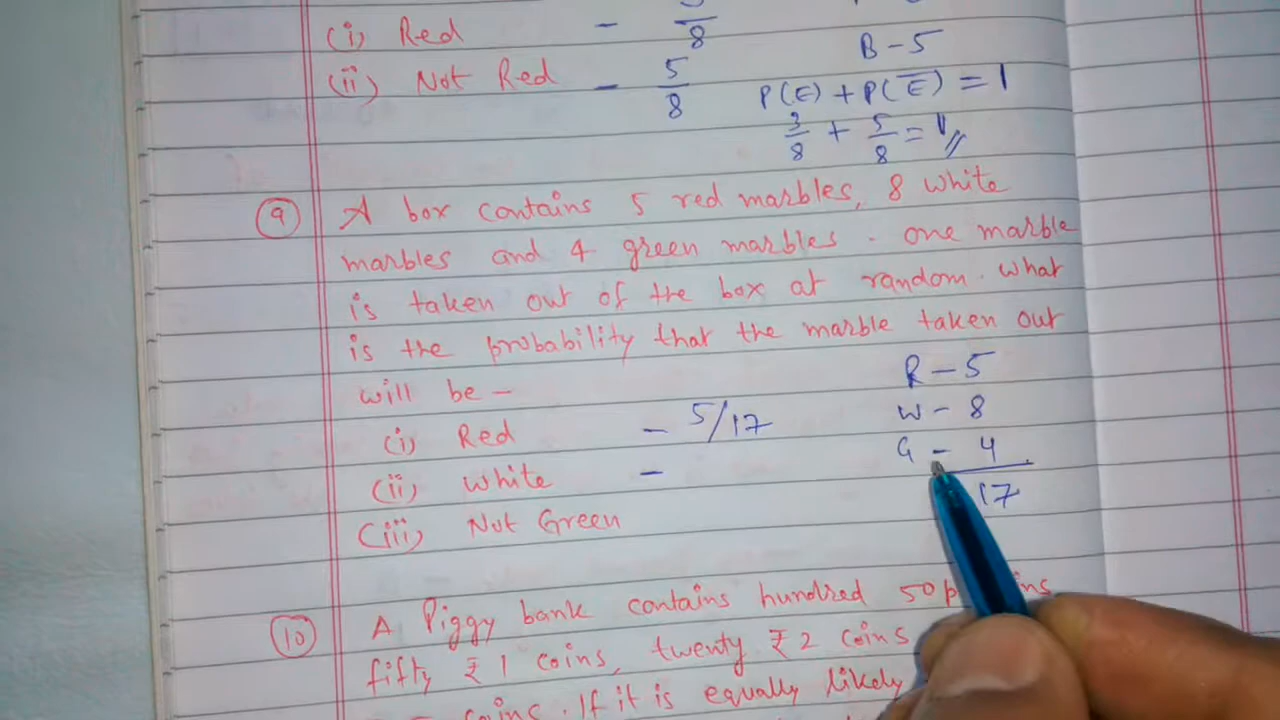 (i) Red - /8
B - 5
(ii) Not Red - 5/8
P(E) + P(E̅) = 1
3/8 + 5/8 = 1//
9 A box contains 5 red marbles, 8 white
marbles and 4 green marbles. one marble
is taken out of the box at random. What
is the probability that the marble taken out
will be -
R - 5
W - 8
G - 4
17
(i) Red - 5/17
(ii) White -
(iii) Not Green
10 A Piggy bank contains hundred 50p
fifty ₹1 coins, twenty ₹2 coins
coins. If it is equally likely